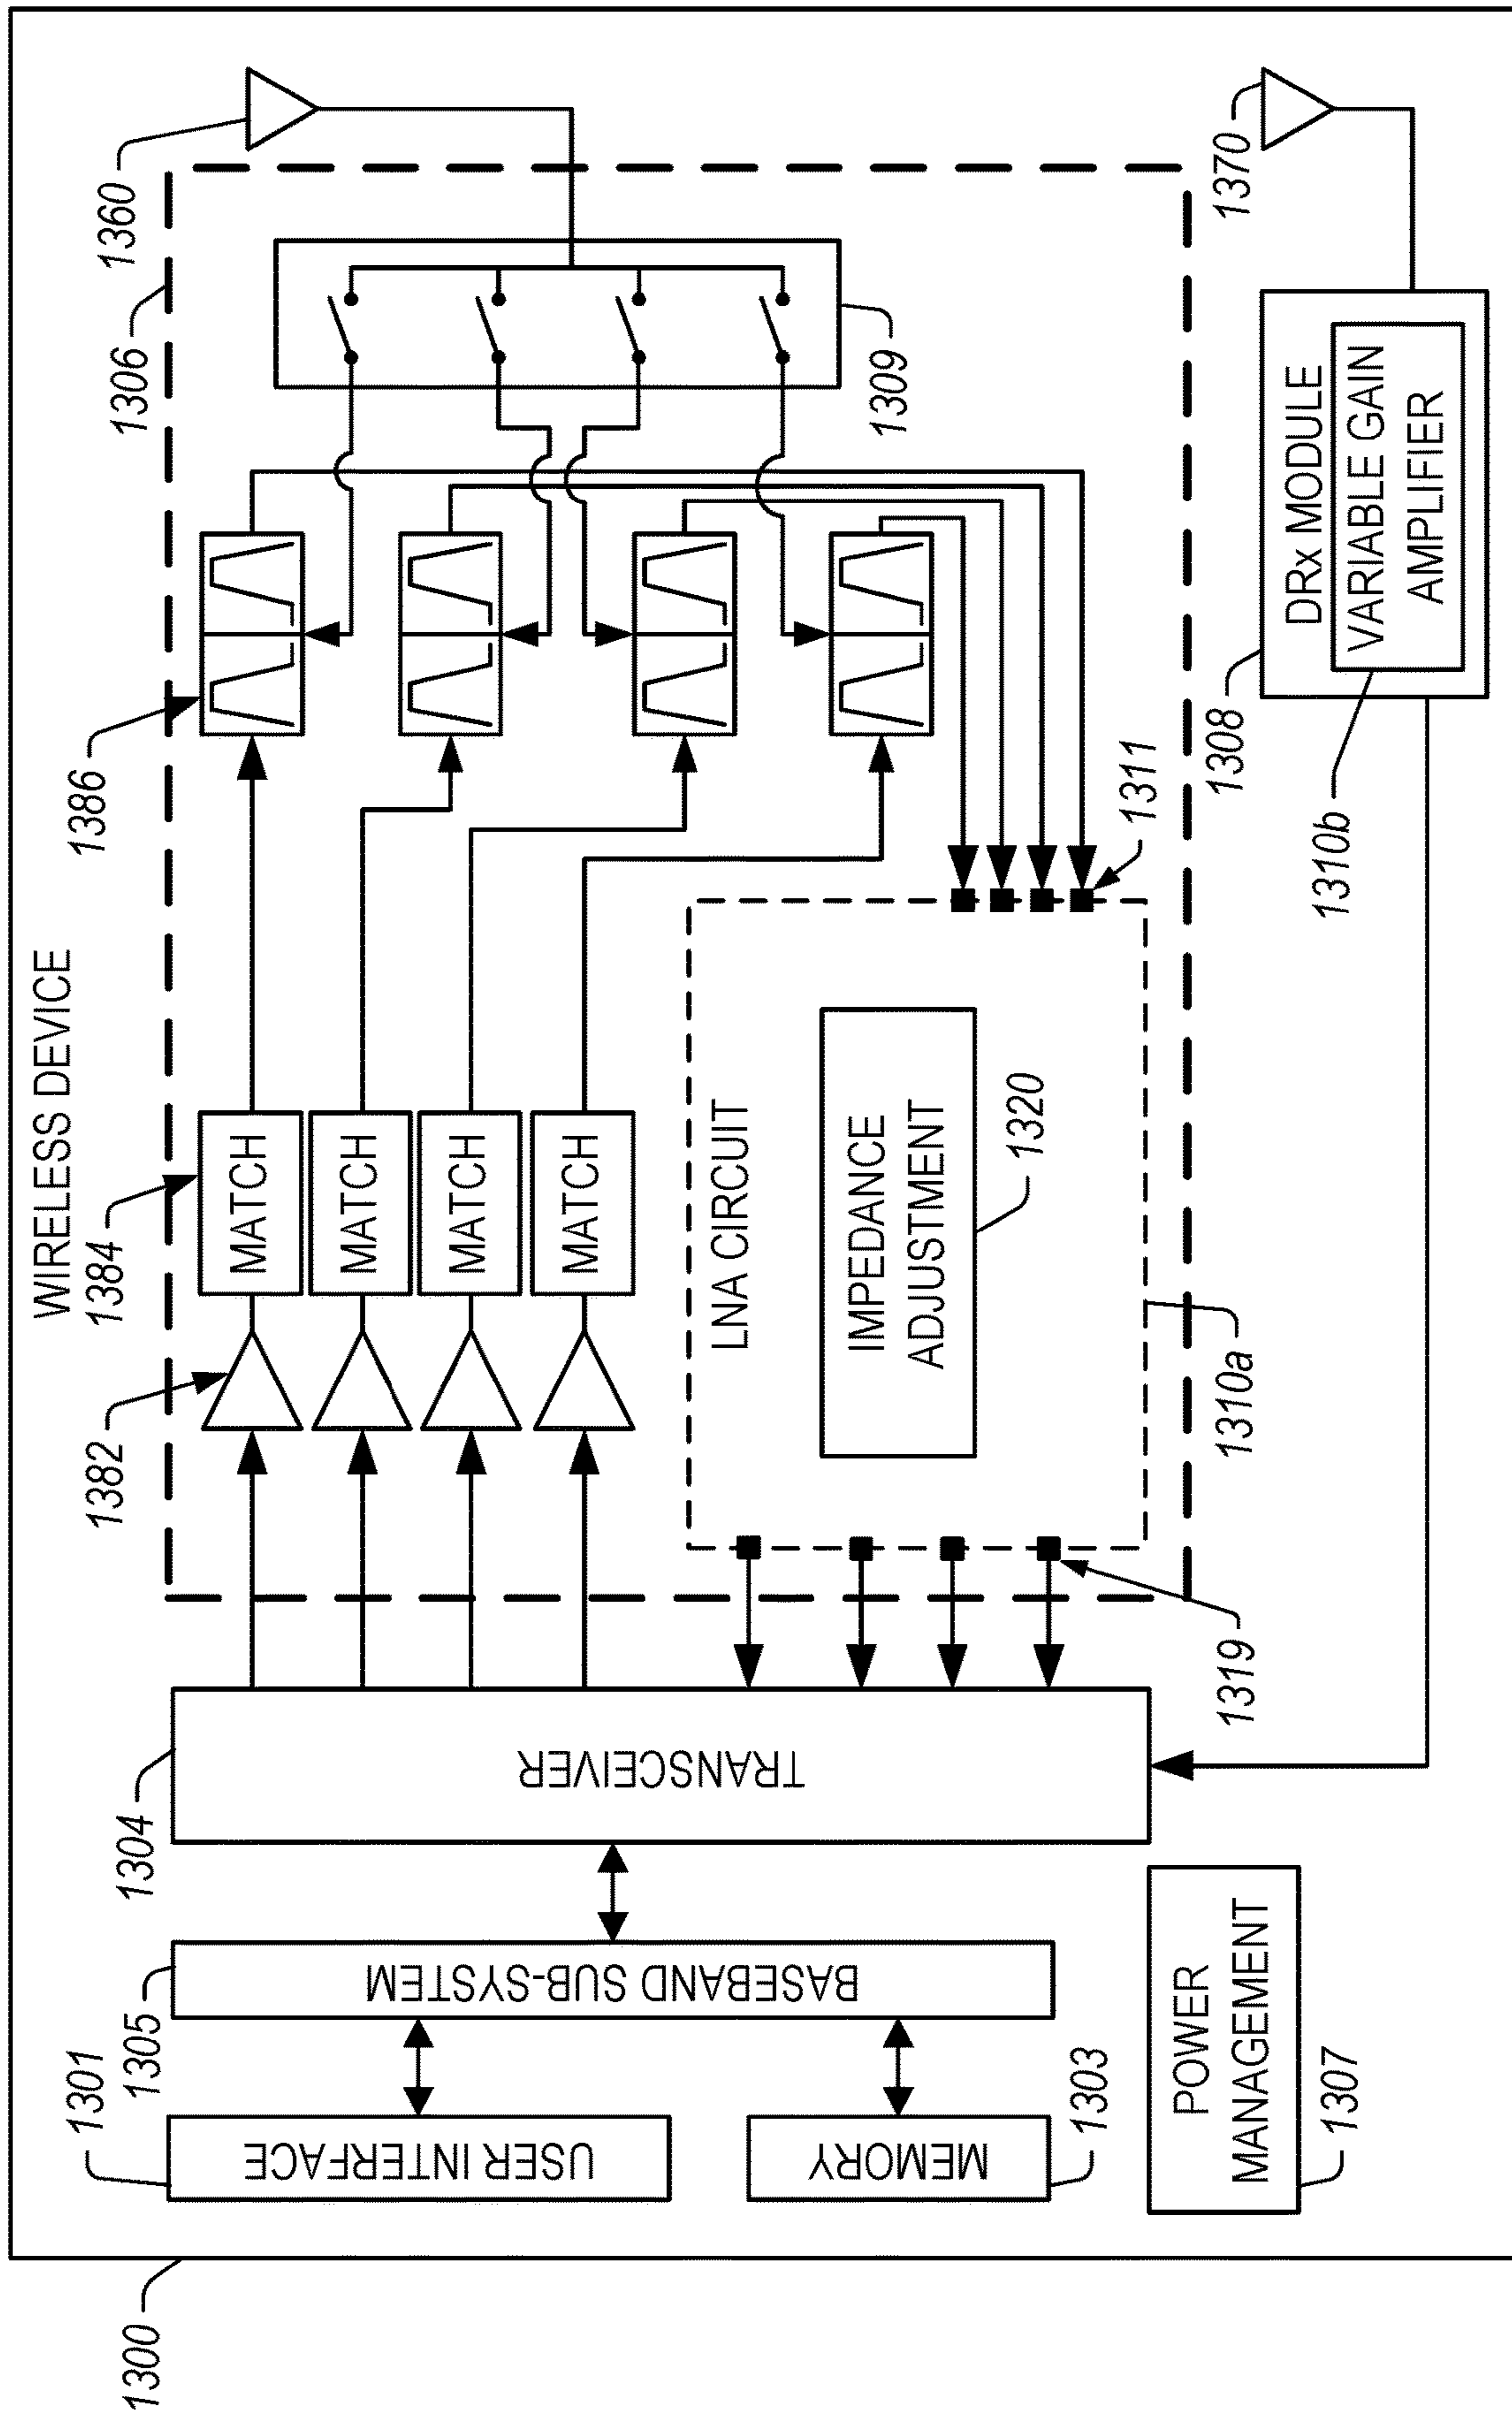 WIRELESS DEVICE
1300
1301
USER INTERFACE
1303
MEMORY
1305
BASEBAND SUB-SYSTEM
1304
TRANSCEIVER
1307
POWER
MANAGEMENT
1382
1384
MATCH
MATCH
MATCH
MATCH
1386
1306
1360
1309
LNA CIRCUIT
IMPEDANCE
ADJUSTMENT
1320
1311
1319
1310a
1308
DRx MODULE
VARIABLE GAIN
AMPLIFIER
1310b
1370